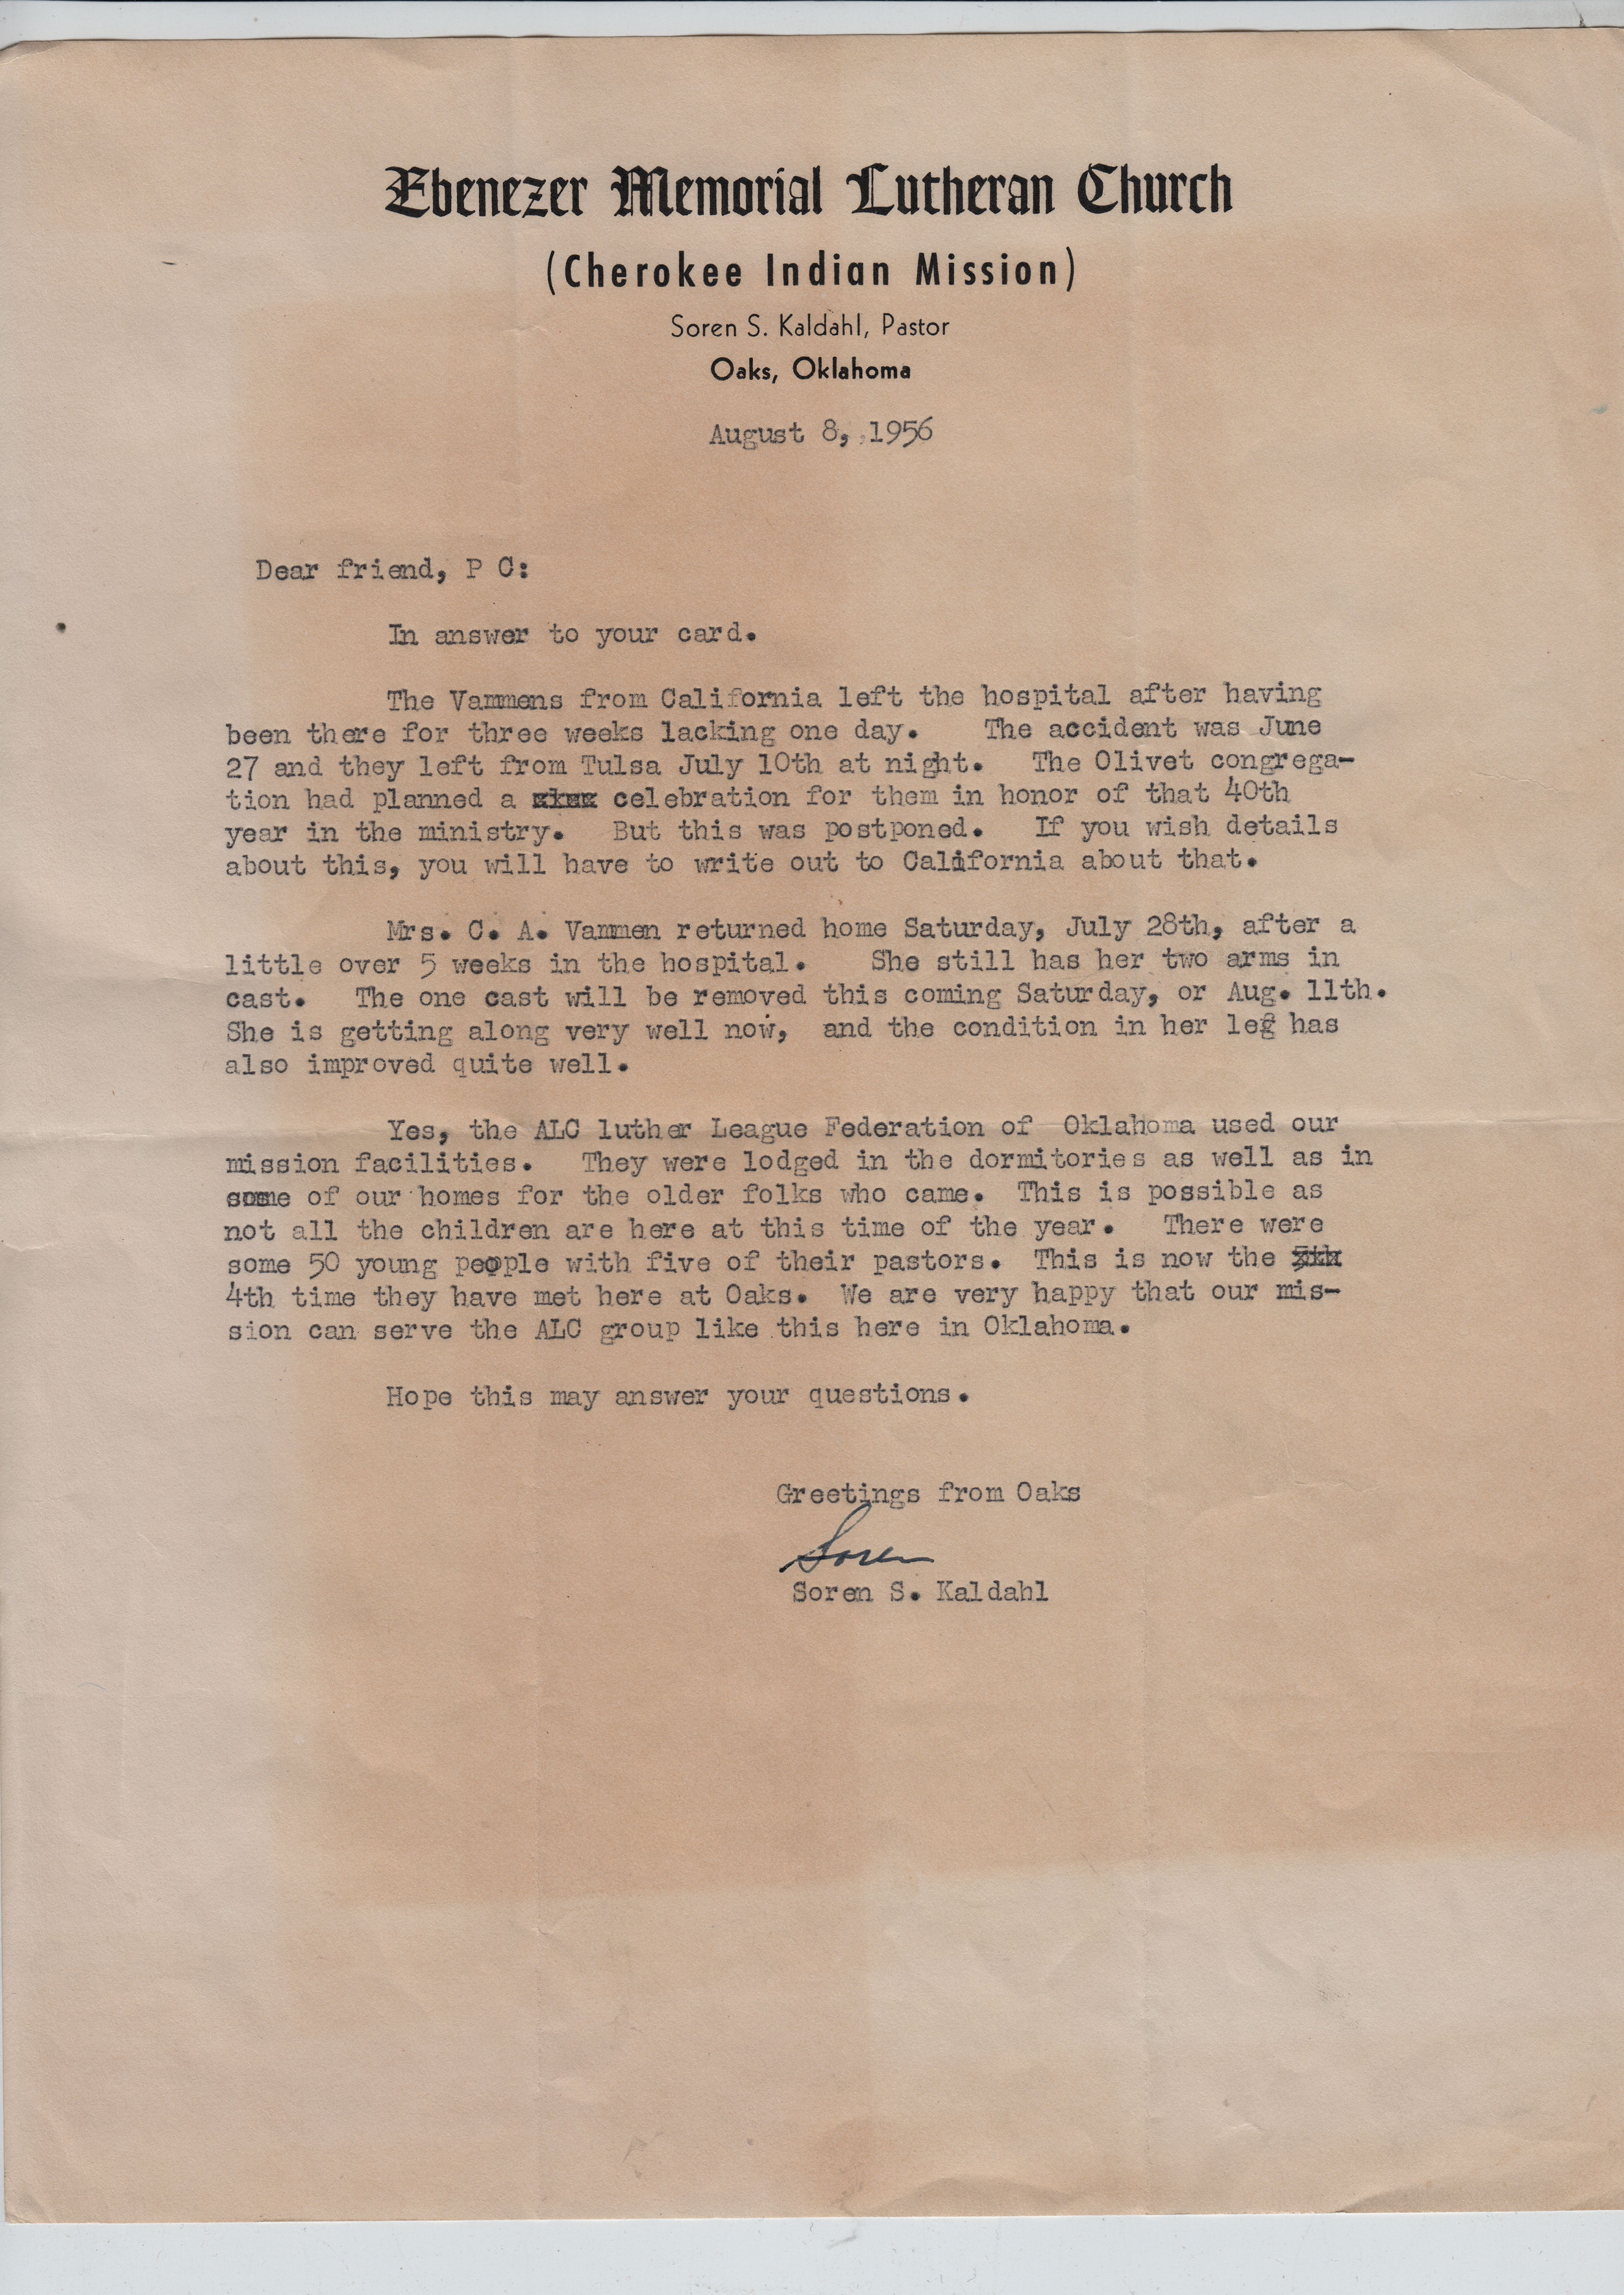 Ebenezer Memorial Lutheran Church
(Cherokee Indian Mission)
Soren S. Kaldahl, Pastor
Oaks, Oklahoma
August 8, 1956
Dear friend, P C:
In answer to your card.
The Vammens from California left the hospital after having
been there for three weeks lacking one day. The accident was June
27 and they left from Tulsa July 10th at night. The Olivet congrega-
tion had planned a celebration for them in honor of that 40th
year in the ministry. But this was postponed. If you wish details
about this, you will have to write out to California about that.
Mrs. C. A. Vammen returned home Saturday, July 28th, after a
little over 5 weeks in the hospital. She still has her two arms in
cast. The one cast will be removed this coming Saturday, or Aug. 11th.
She is getting along very well now, and the condition in her leg has
also improved quite well.
Yes, the ALC luther League Federation of Oklahoma used our
mission facilities. They were lodged in the dormitories as well as in
some of our homes for the older folks who came. This is possible as
not all the children are here at this time of the year. There were
some 50 young people with five of their pastors. This is now the 5th
4th time they have met here at Oaks. We are very happy that our mis-
sion can serve the ALC group like this here in Oklahoma.
Hope this may answer your questions.
Greetings from Oaks
Soren
Soren S. Kaldahl